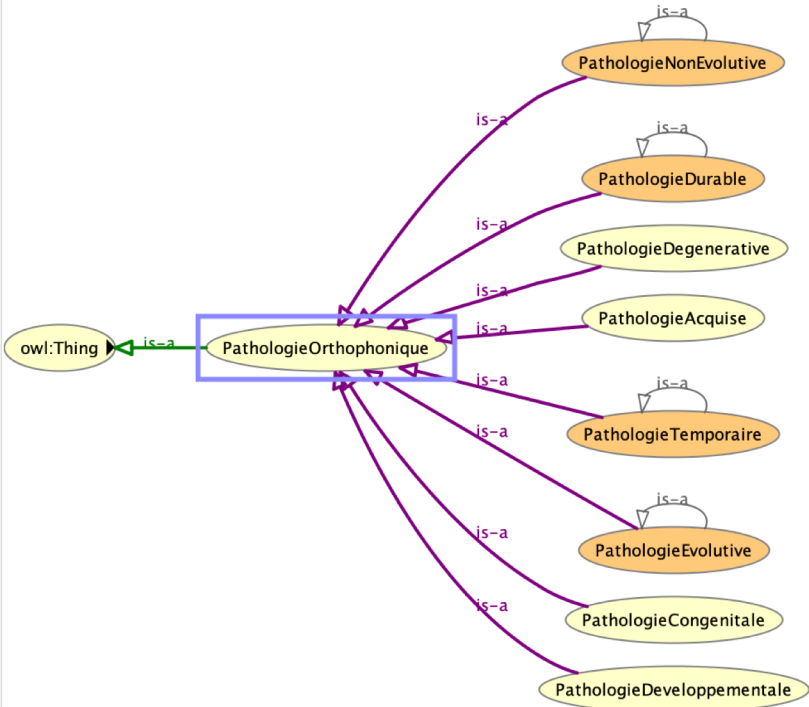 is-a
PathologieNonEvolutive
is-a
is-a
PathologieDurable
is-a
PathologieDegenerative
is-a
PathologieAcquise
is-a
owl:Thing
is-a
PathologieOrthophonique
is-a
is-a
PathologieTemporaire
is-a
is-a
PathologieEvolutive
is-a
PathologieCongenitale
is-a
PathologieDeveloppementale